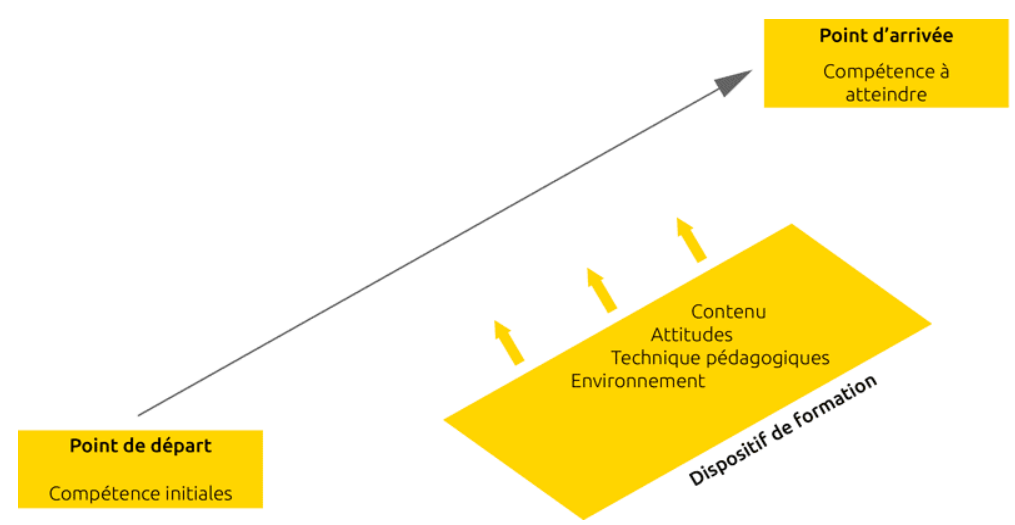 Point d’arrivée
Compétence à
atteindre
Contenu
Attitudes
Technique pédagogiques
Environnement
Dispositif de formation
Point de départ
Compétence initiales